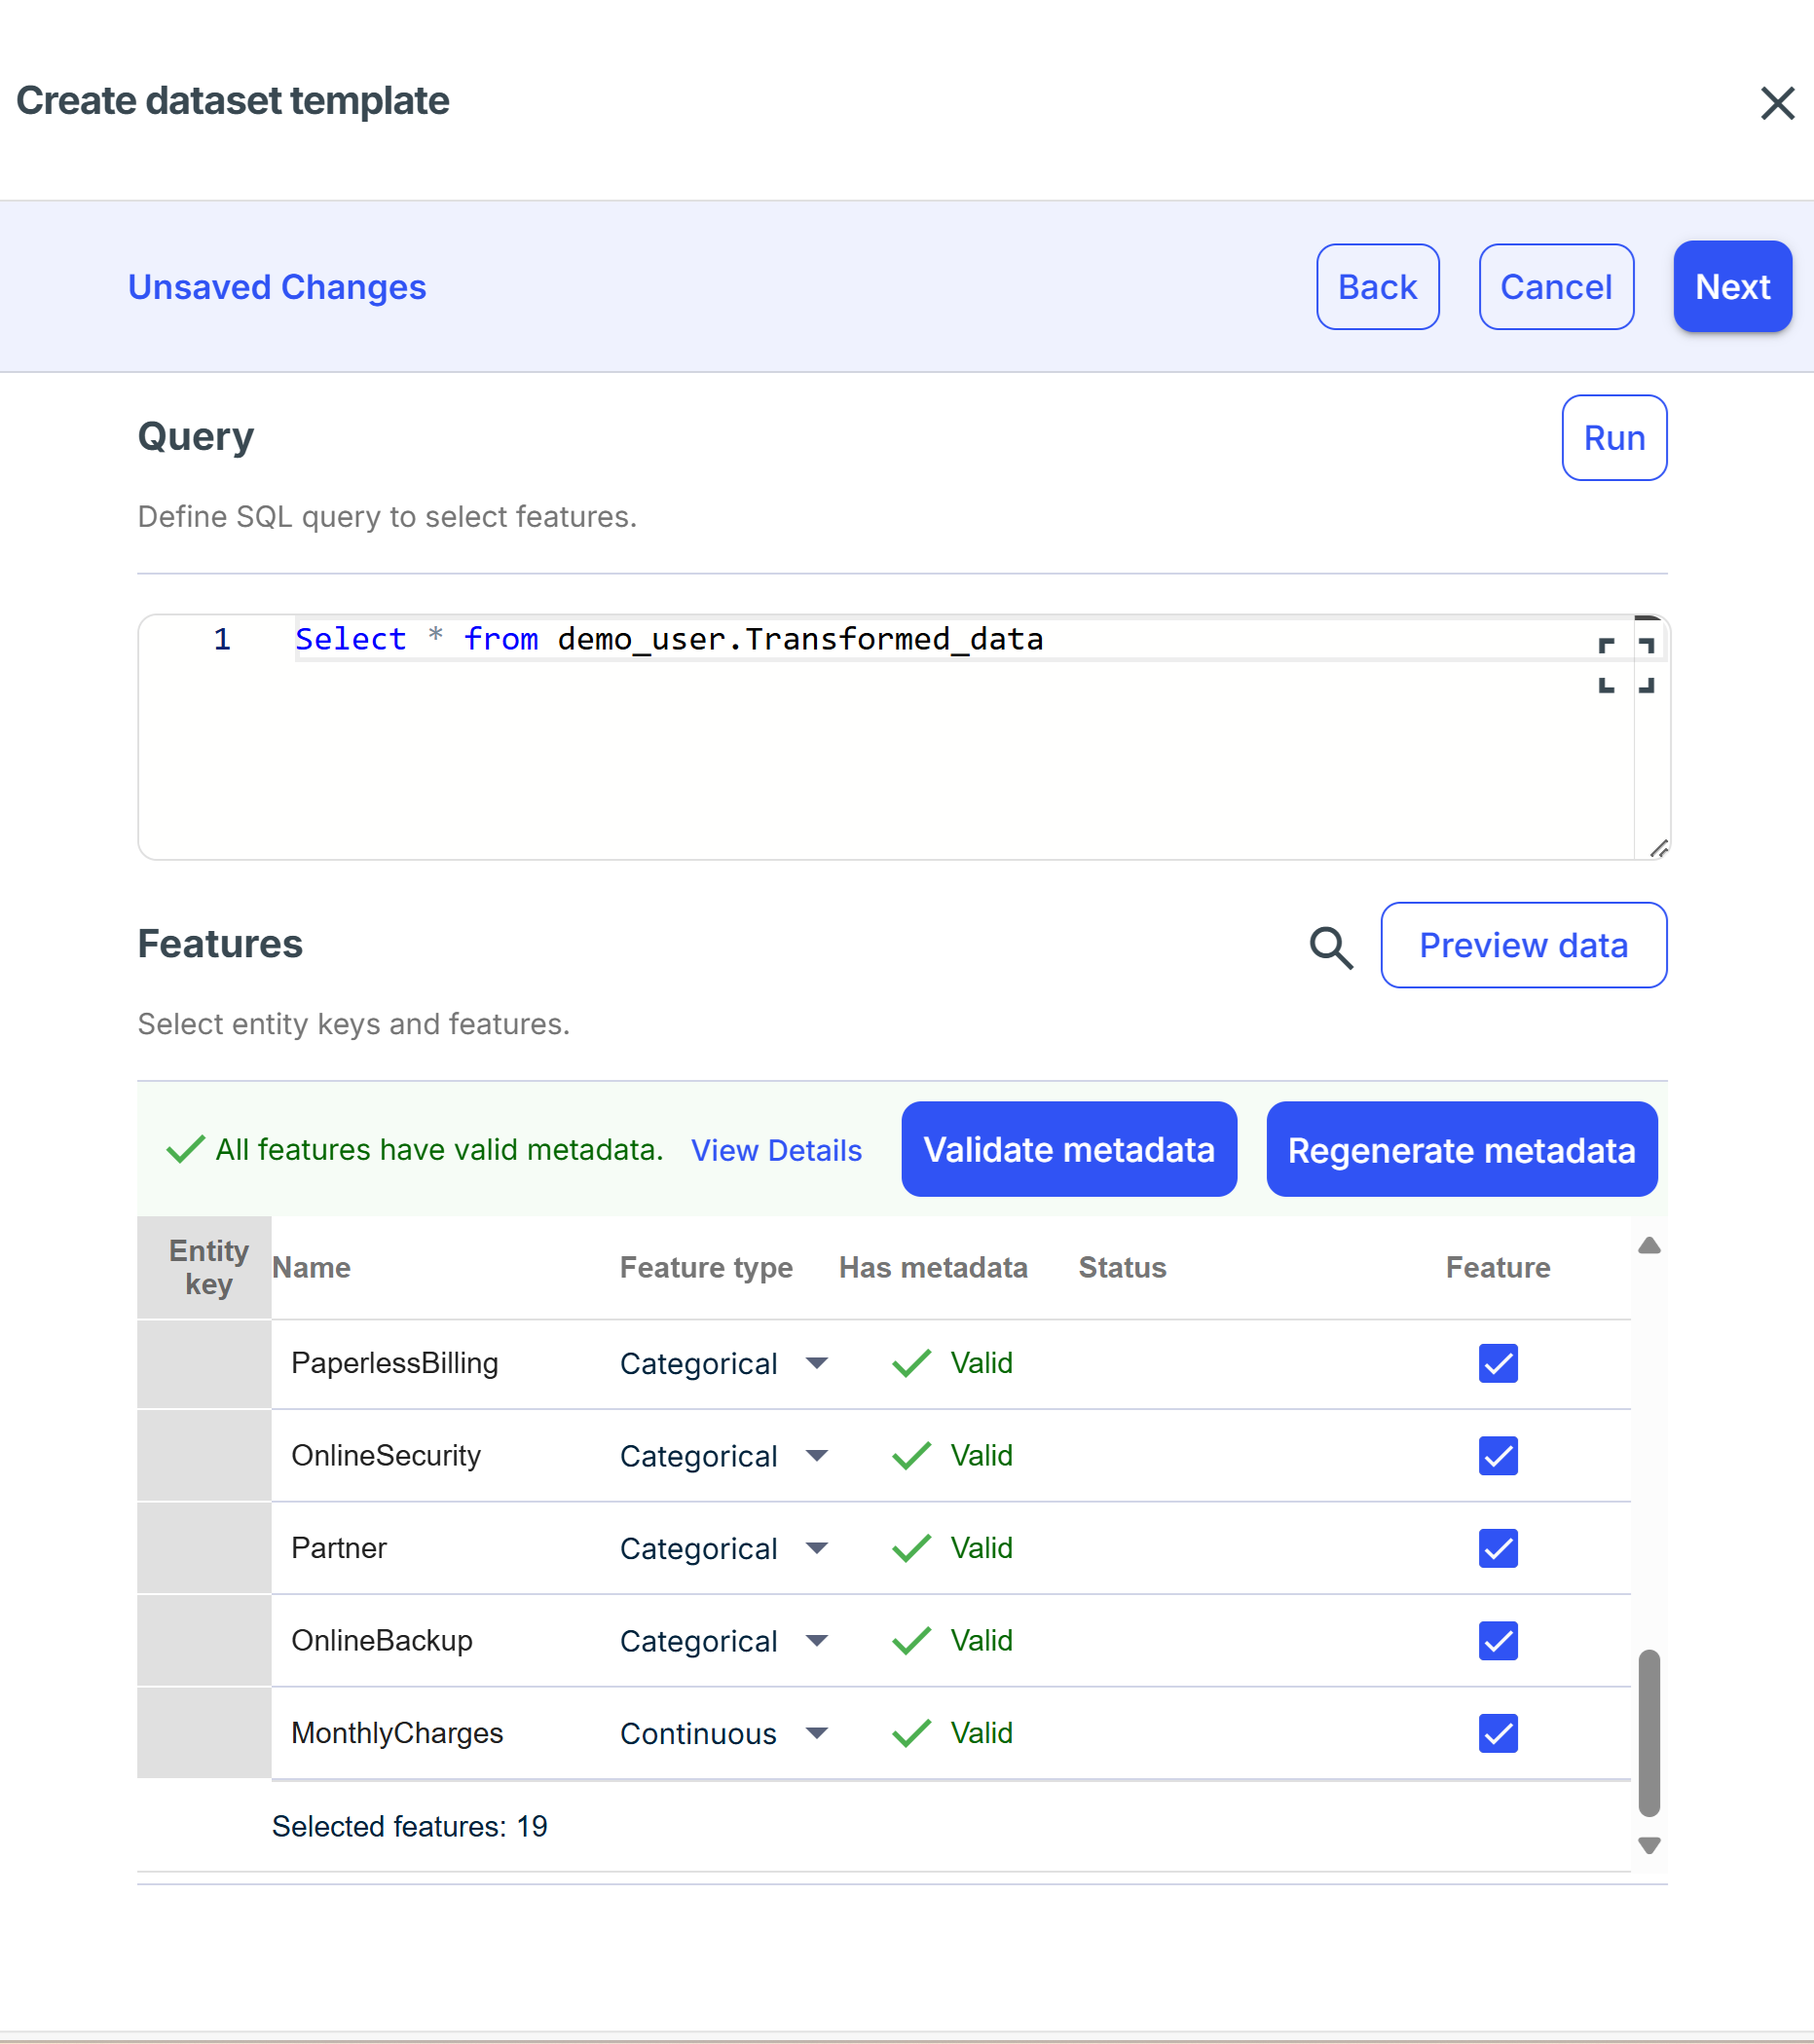 Create dataset template
Unsaved Changes
Back
Cancel
Next
Query
Run
Define SQL query to select features.
1 Select * from demo_user.Transformed_data
Features
Preview data
Select entity keys and features.
All features have valid metadata. View Details Validate metadata Regenerate metadata
Entity key Name Feature type Has metadata Status Feature
PaperlessBilling Categorical Valid
OnlineSecurity Categorical Valid
Partner Categorical Valid
OnlineBackup Categorical Valid
MonthlyCharges Continuous Valid
Selected features: 19